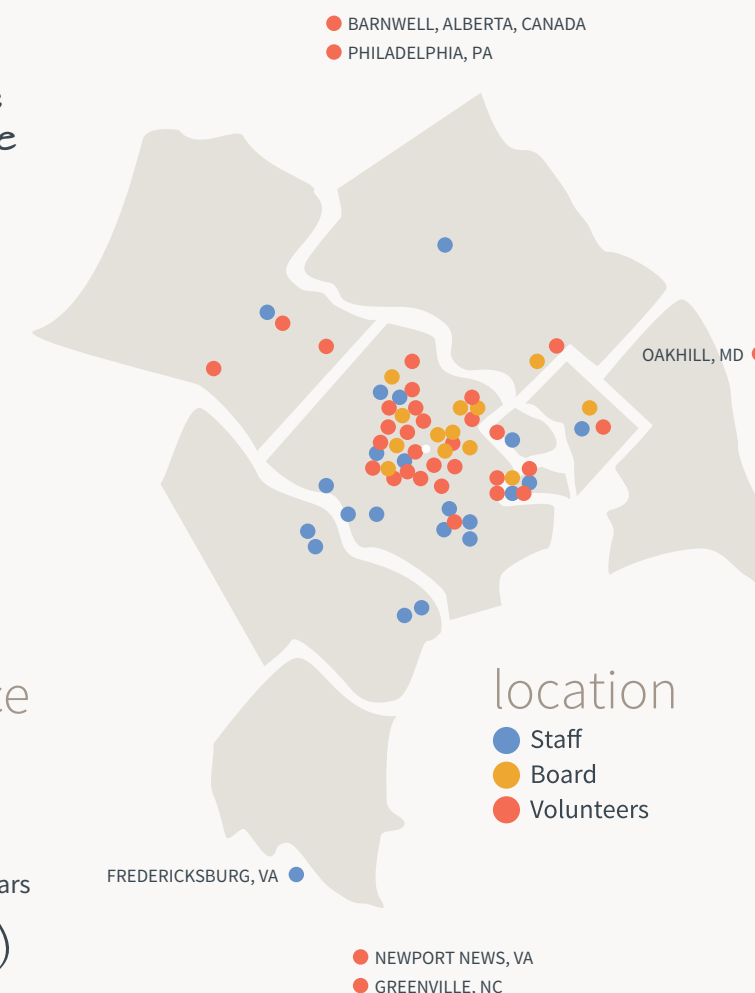 BARNWELL, ALBERTA, CANADA
PHILADELPHIA, PA
OAKHILL, MD
location
Staff
Board
Volunteers
FREDERICKSBURG, VA
NEWPORT NEWS, VA
GREENVILLE, NC